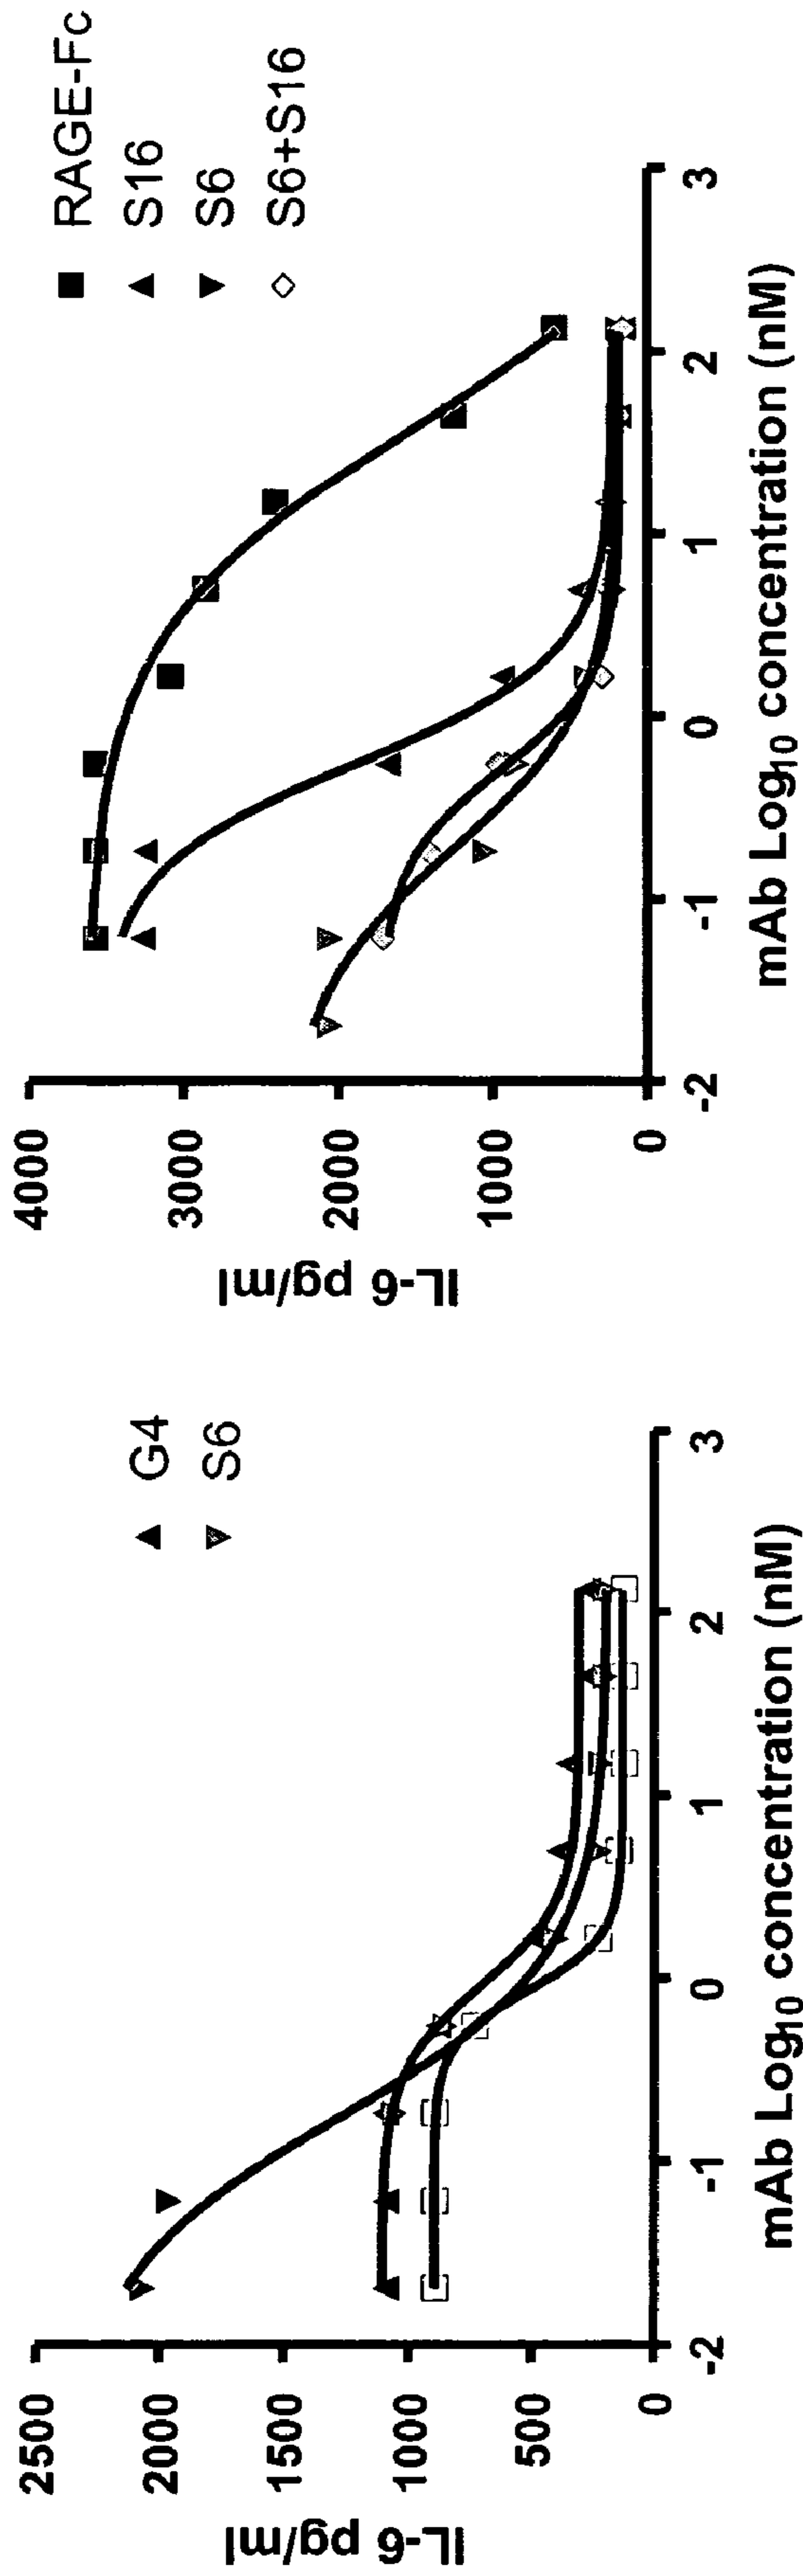 2500
2000
1500
1000
500
0
IL-6 pg/ml
-2
-1
0
1
2
3
mAb Log10 concentration (nM)
G4
S6
4000
3000
2000
1000
0
IL-6 pg/ml
-2
-1
0
1
2
3
mAb Log10 concentration (nM)
RAGE-Fc
S16
S6
S6+S16